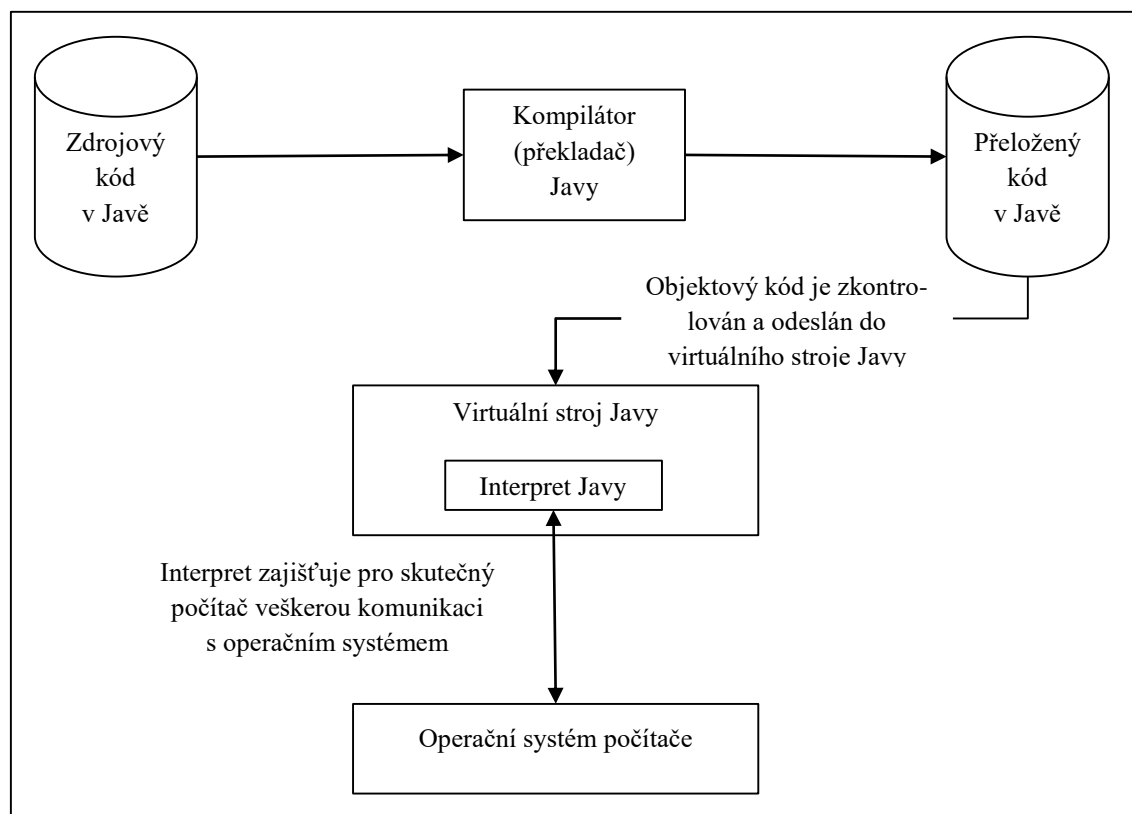 Zdrojový
kód
v Javě
Kompilátor
(překladač)
Javy
Přeložený
kód
v Javě
Objektový kód je zkontro-
lován a odeslán do
virtuálního stroje Javy
Virtuální stroj Javy
Interpret Javy
Interpret zajišťuje pro skutečný
počítač veškerou komunikaci
s operačním systémem
Operační systém počítače